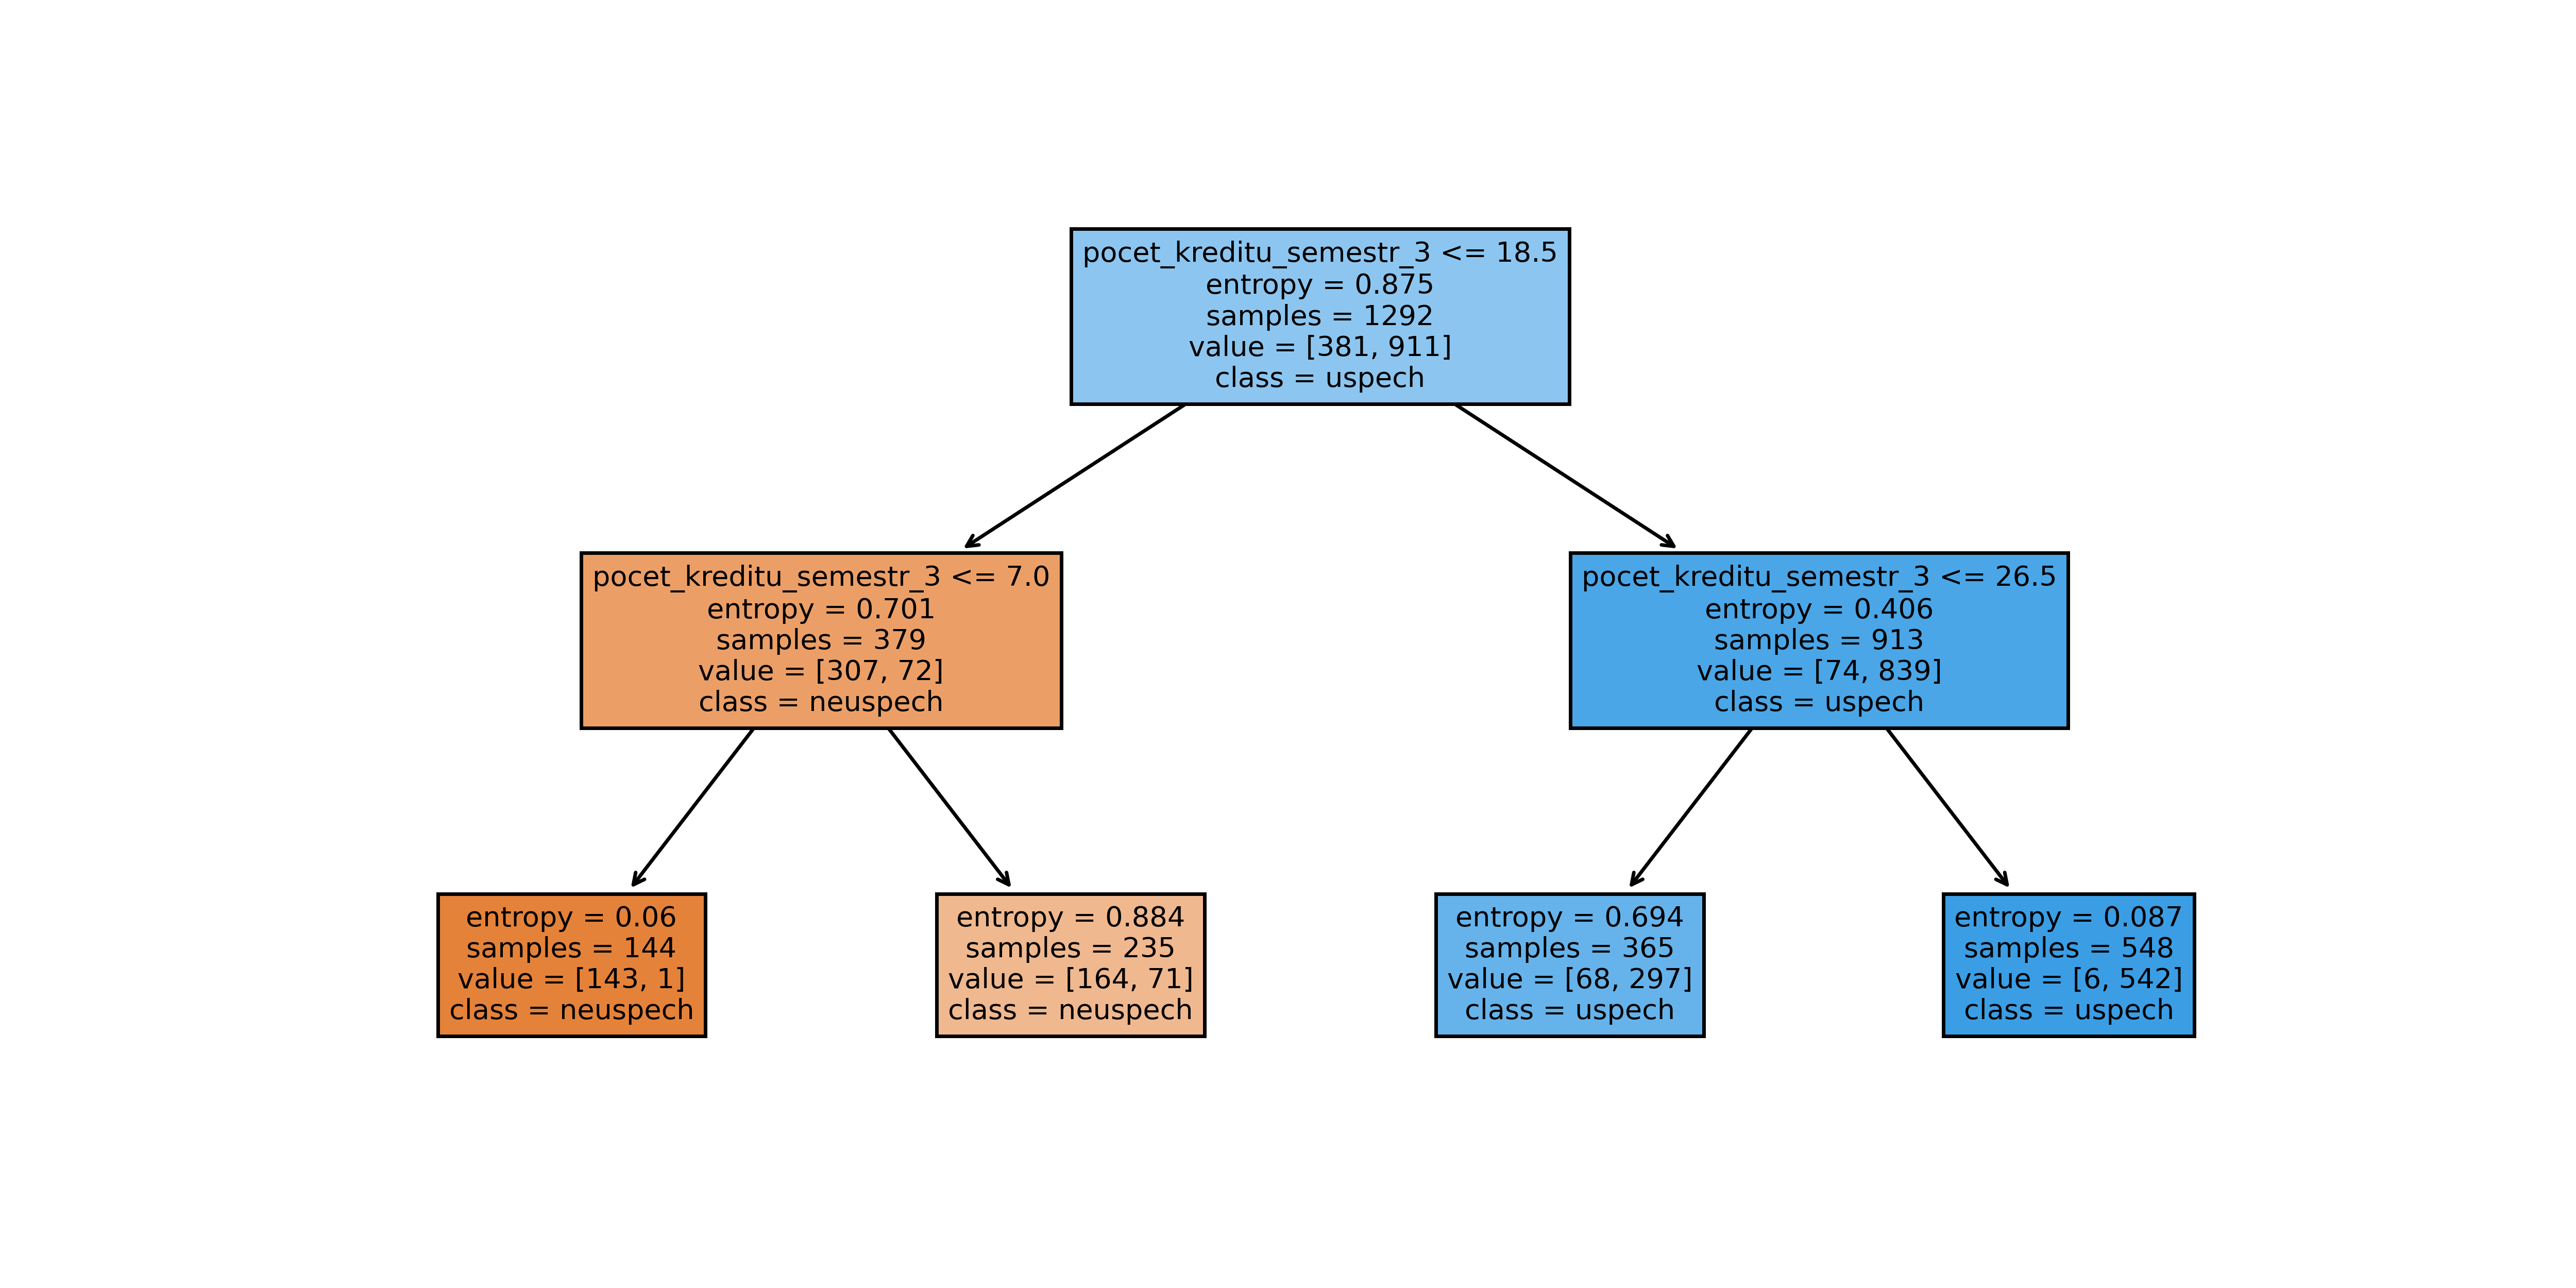 pocet_kreditu_semestr_3 <= 18.5
entropy = 0.875
samples = 1292
value = [381, 911]
class = uspech
pocet_kreditu_semestr_3 <= 7.0
entropy = 0.701
samples = 379
value = [307, 72]
class = neuspech
pocet_kreditu_semestr_3 <= 26.5
entropy = 0.406
samples = 913
value = [74, 839]
class = uspech
entropy = 0.06
samples = 144
value = [143, 1]
class = neuspech
entropy = 0.884
samples = 235
value = [164, 71]
class = neuspech
entropy = 0.694
samples = 365
value = [68, 297]
class = uspech
entropy = 0.087
samples = 548
value = [6, 542]
class = uspech